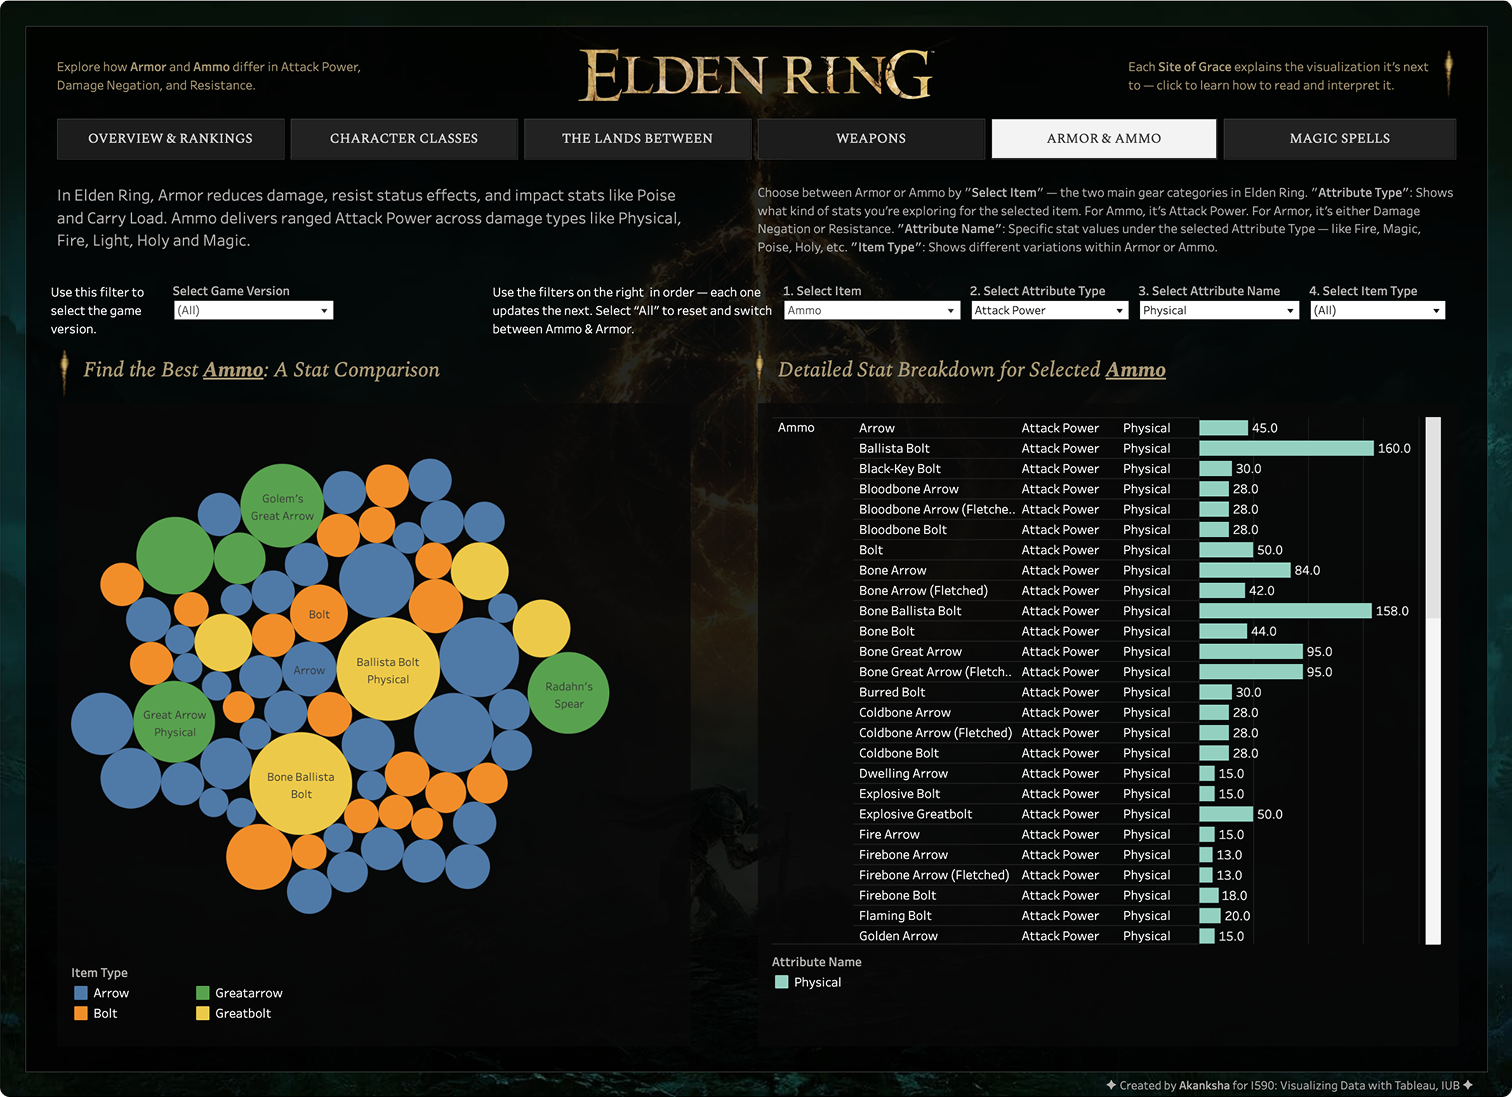 Explore how Armor and Ammo differ in Attack Power,
Damage Negation, and Resistance.
ELDEN RING
Each Site of Grace explains the visualization it's next
to — click to learn how to read and interpret it.
OVERVIEW & RANKINGS
CHARACTER CLASSES
THE LANDS BETWEEN
WEAPONS
ARMOR & AMMO
MAGIC SPELLS
In Elden Ring, Armor reduces damage, resist status effects, and impact stats like Poise
and Carry Load. Ammo delivers ranged Attack Power across damage types like Physical,
Fire, Light, Holy and Magic.
Choose between Armor or Ammo by "Select Item" — the two main gear categories in Elden Ring. "Attribute Type": Shows
what kind of stats you're exploring for the selected item. For Ammo, it's Attack Power. For Armor, it's either Damage
Negation or Resistance. "Attribute Name": Specific stat values under the selected Attribute Type — like Fire, Magic,
Poise, Holy, etc. "Item Type": Shows different variations within Armor or Ammo.
Use this filter to
select the game
version.
Select Game Version
(All)
Use the filters on the right in order — each one
updates the next. Select "All" to reset and switch
between Ammo & Armor.
1. Select Item
Ammo
2. Select Attribute Type
Attack Power
3. Select Attribute Name
Physical
4. Select Item Type
(All)
Find the Best Ammo: A Stat Comparison
Golem's
Great Arrow
Bolt
Arrow
Ballista Bolt
Physical
Radahn's
Spear
Great Arrow
Physical
Bone Ballista
Bolt
Item Type
Arrow
Greatarrow
Bolt
Greatbolt
Detailed Stat Breakdown for Selected Ammo
Ammo Arrow Attack Power Physical 45.0
Ballista Bolt Attack Power Physical 160.0
Black-Key Bolt Attack Power Physical 30.0
Bloodbone Arrow Attack Power Physical 28.0
Bloodbone Arrow (Fletche.. Attack Power Physical 28.0
Bloodbone Bolt Attack Power Physical 28.0
Bolt Attack Power Physical 50.0
Bone Arrow Attack Power Physical 84.0
Bone Arrow (Fletched) Attack Power Physical 42.0
Bone Ballista Bolt Attack Power Physical 158.0
Bone Bolt Attack Power Physical 44.0
Bone Great Arrow Attack Power Physical 95.0
Bone Great Arrow (Fletch.. Attack Power Physical 95.0
Burred Bolt Attack Power Physical 30.0
Coldbone Arrow Attack Power Physical 28.0
Coldbone Arrow (Fletched) Attack Power Physical 28.0
Coldbone Bolt Attack Power Physical 28.0
Dwelling Arrow Attack Power Physical 15.0
Explosive Bolt Attack Power Physical 15.0
Explosive Greatbolt Attack Power Physical 50.0
Fire Arrow Attack Power Physical 15.0
Firebone Arrow Attack Power Physical 13.0
Firebone Arrow (Fletched) Attack Power Physical 13.0
Firebone Bolt Attack Power Physical 18.0
Flaming Bolt Attack Power Physical 20.0
Golden Arrow Attack Power Physical 15.0
Attribute Name
Physical
✦ Created by Akanksha for I590: Visualizing Data with Tableau, IUB ✦